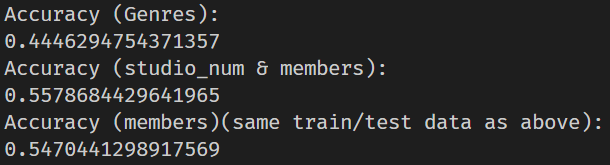 Accuracy (Genres):
0.4446294754371357
Accuracy (studio_num & members):
0.5578684429641965
Accuracy (members)(same train/test data as above):
0.5470441298917569